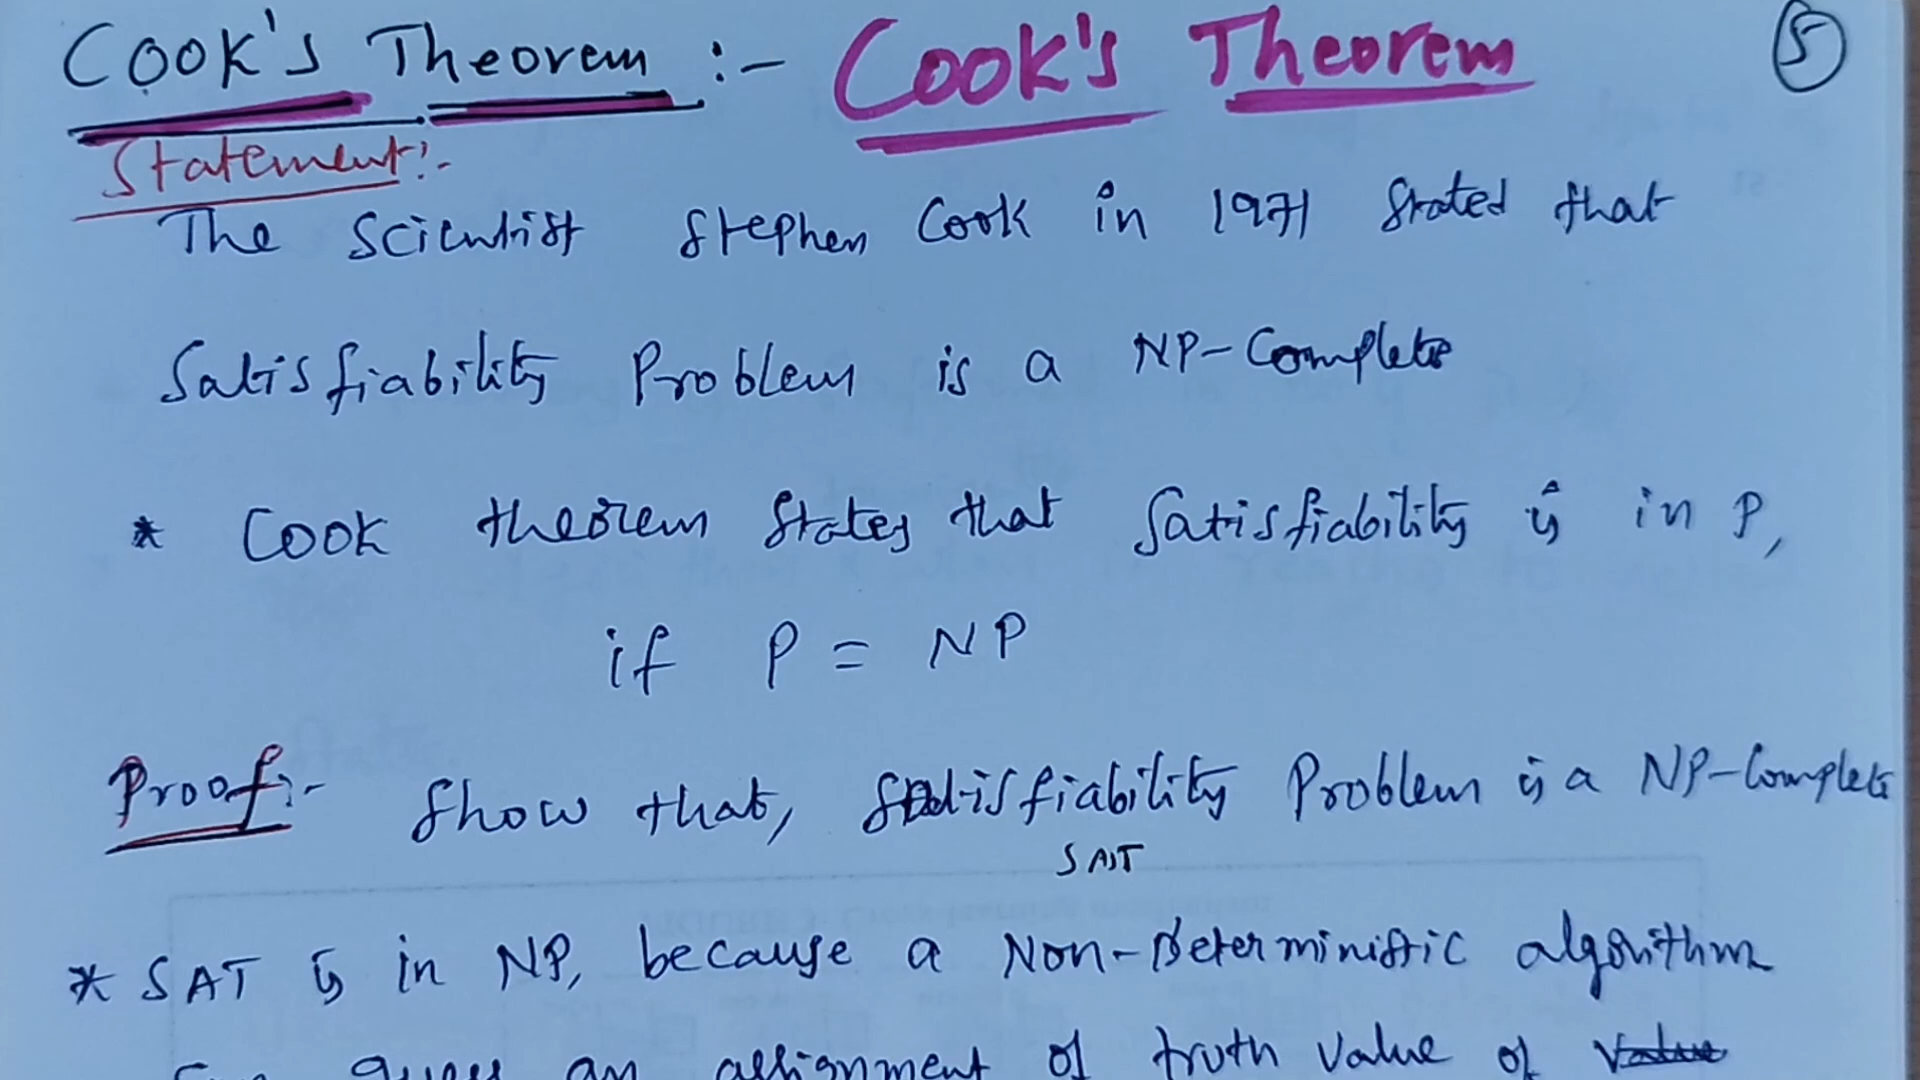 Cook's Theorem :- Cook's Theorem 5
Statement:-
The Scientist Stephen Cook in 1971 Stated that
Satisfiability Problem is a NP-Complete
* Cook theorem States that Satisfiability is in P,
if P = NP
Proof:- Show that, Satisfiability Problem is a NP-Complete
SAT
* SAT is in NP, because a Non-Deterministic algorithm
guess an assignment of truth value of